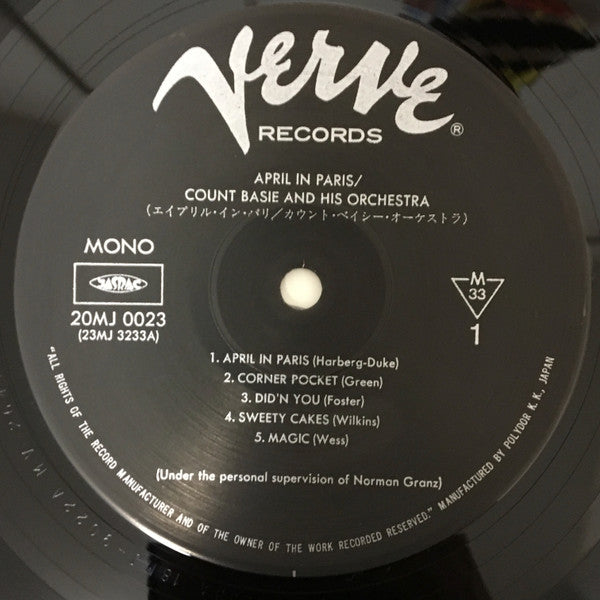 Verve®
RECORDS
APRIL IN PARIS/
COUNT BASIE AND HIS ORCHESTRA
(エイプリル・イン・パリ/カウント・ベイシー・オーケストラ)
MONO
JASRAC
20MJ 0023
(23MJ 3233A)
M
33
1
1. APRIL IN PARIS (Harberg-Duke)
2. CORNER POCKET (Green)
3. DID'N YOU (Foster)
4. SWEETY CAKES (Wilkins)
5. MAGIC (Wess)
(Under the personal supervision of Norman Granz)
"ALL RIGHTS OF THE RECORD MANUFACTURER AND OF THE OWNER OF THE WORK RECORDED RESERVED." MANUFACTURED BY POLYDOR K. K., JAPAN